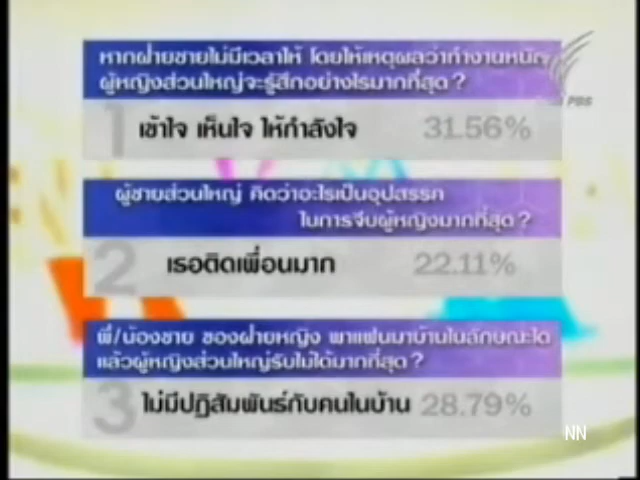 หากฝ่ายชายไม่มีเวลาให้ โดยให้เหตุผลว่าทำงานหนัก
ผู้หญิงส่วนใหญ่จะรู้สึกอย่างไรมากที่สุด?
1 เข้าใจ เห็นใจ ให้กำลังใจ 31.56%
PBS
ผู้ชายส่วนใหญ่ คิดว่าอะไรเป็นอุปสรรค
ในการจีบผู้หญิงมากที่สุด?
2 เธอติดเพื่อนมาก 22.11%
พี่/น้องชาย ของฝ่ายหญิง พาแฟนมาบ้านในลักษณะใด
แล้วผู้หญิงส่วนใหญ่รับไม่ได้มากที่สุด?
3 ไม่มีปฏิสัมพันธ์กับคนในบ้าน 28.79%
NN